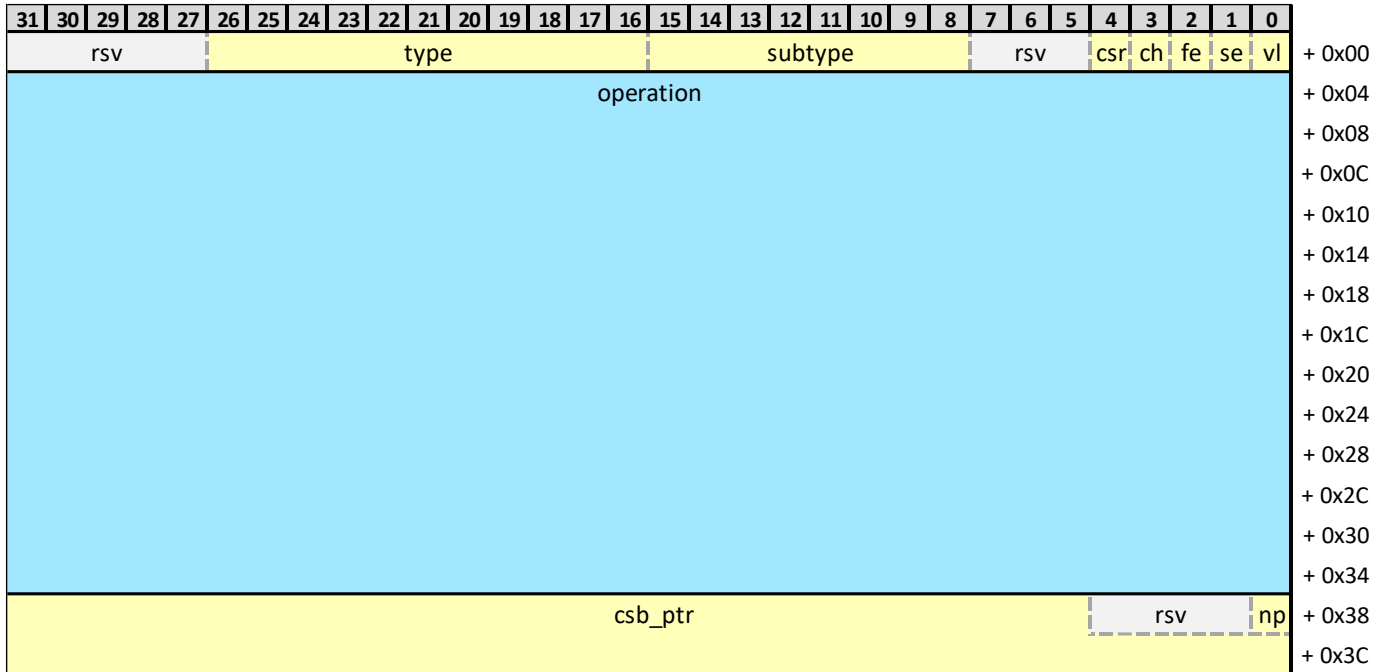 31 30 29 28 27 26 25 24 23 22 21 20 19 18 17 16 15 14 13 12 11 10 9 8 7 6 5 4 3 2 1 0
rsv type subtype rsv csr ch fe se vl + 0x00
operation + 0x04
+ 0x08
+ 0x0C
+ 0x10
+ 0x14
+ 0x18
+ 0x1C
+ 0x20
+ 0x24
+ 0x28
+ 0x2C
+ 0x30
+ 0x34
csb_ptr rsv np + 0x38
+ 0x3C